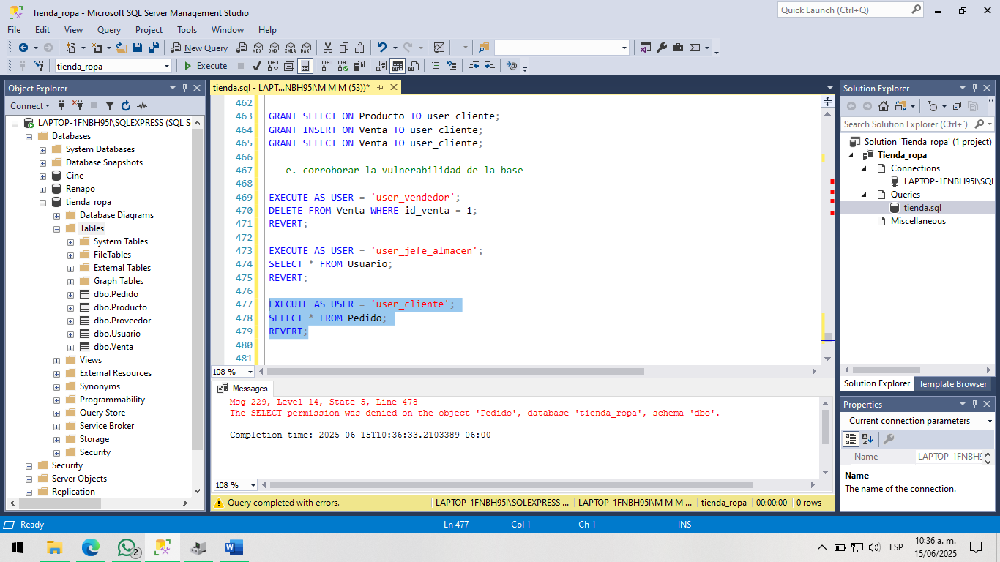 Tienda_ropa - Microsoft SQL Server Management Studio
Quick Launch (Ctrl+Q)
File Edit View Query Project Tools Window Help
New Query MDX DMX XMLA DAX
tienda_ropa Execute
Object Explorer
Connect
LAPTOP-1FNBH95I\SQLEXPRESS (SQL S
Databases
System Databases
Database Snapshots
Cine
Renapo
tienda_ropa
Database Diagrams
Tables
System Tables
FileTables
External Tables
Graph Tables
dbo.Pedido
dbo.Producto
dbo.Proveedor
dbo.Usuario
dbo.Venta
Views
External Resources
Synonyms
Programmability
Query Store
Service Broker
Storage
Security
Security
Server Objects
Replication
tienda.sql - LAPT...NBH95I\M M M (53))*
462
463 GRANT SELECT ON Producto TO user_cliente;
464 GRANT INSERT ON Venta TO user_cliente;
465 GRANT SELECT ON Venta TO user_cliente;
466
467 -- e. corroborar la vulnerabilidad de la base
468
469 EXECUTE AS USER = 'user_vendedor';
470 DELETE FROM Venta WHERE id_venta = 1;
471 REVERT;
472
473 EXECUTE AS USER = 'user_jefe_almacen';
474 SELECT * FROM Usuario;
475 REVERT;
476
477 EXECUTE AS USER = 'user_cliente';
478 SELECT * FROM Pedido;
479 REVERT;
480
481
108 %
Messages
Msg 229, Level 14, State 5, Line 478
The SELECT permission was denied on the object 'Pedido', database 'tienda_ropa', schema 'dbo'.
Completion time: 2025-06-15T10:36:33.2103389-06:00
108 %
Query completed with errors. LAPTOP-1FNBH95I\SQLEXPRESS ... LAPTOP-1FNBH95I\M M M ... tienda_ropa 00:00:00 0 rows
Solution Explorer
Search Solution Explorer (Ctrl+¨)
Solution 'Tienda_ropa' (1 project)
Tienda_ropa
Connections
LAPTOP-1FNBH95I\SQL
Queries
tienda.sql
Miscellaneous
Solution Explorer Template Browser
Properties
Current connection parameters
Name LAPTOP-1FNBH9
Name
The name of the connection.
Ready Ln 477 Col 1 Ch 1 INS
2
ESP
10:36 a. m.
15/06/2025